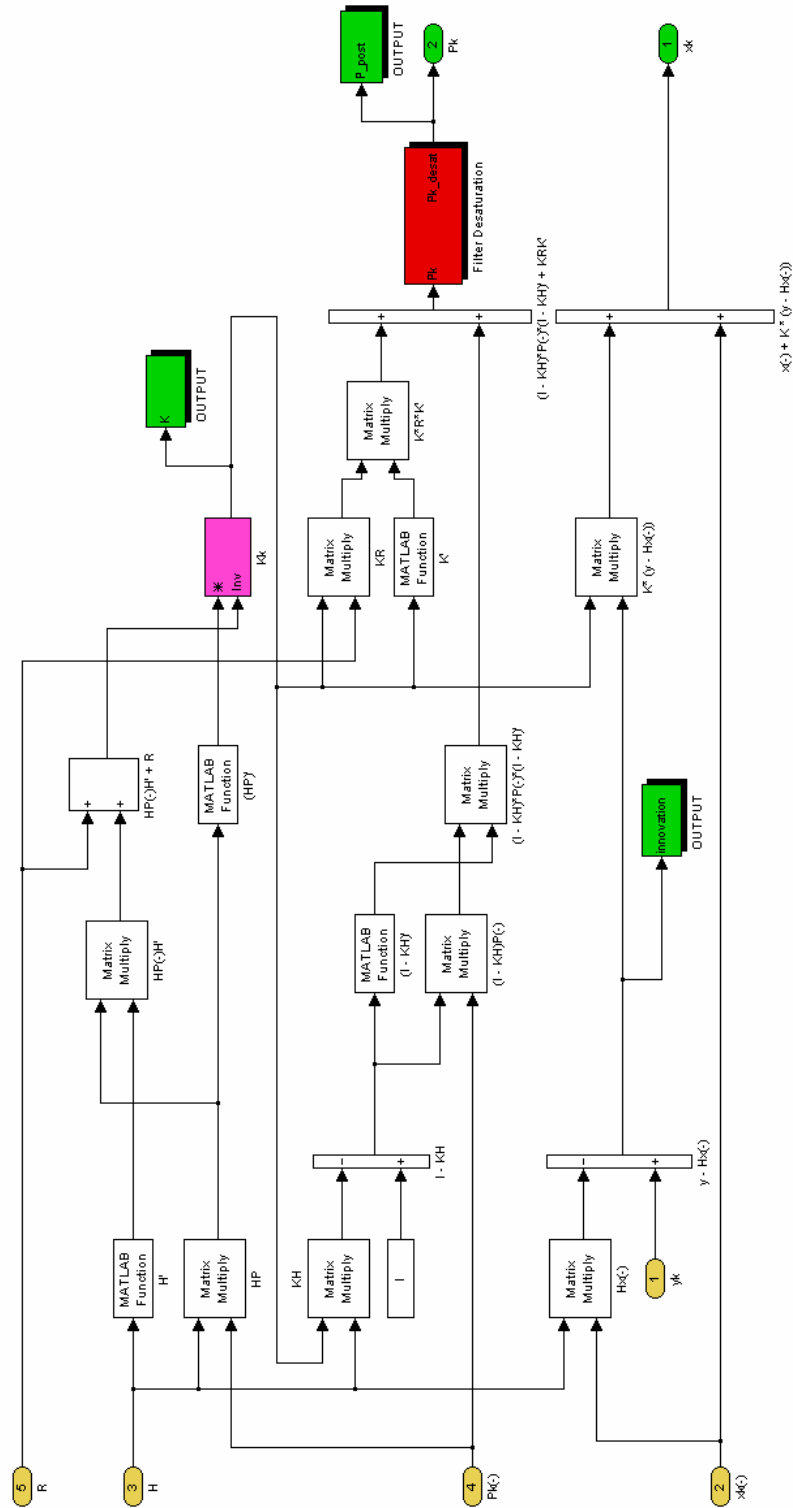 5
R
3
H
MATLAB
Function
H'
Matrix
Multiply
HP
Matrix
Multiply
HP(-)H'
+
+
HP(-)H' + R
MATLAB
Function
(HP)'
*
Inv
Kk
K
OUTPUT
KH
Matrix
Multiply
I
−
+
I - KH
MATLAB
Function
(I - KH)'
Matrix
Multiply
(I - KH)P(-)
Matrix
Multiply
(I - KH)*P(-)*(I - KH)'
Matrix
Multiply
KR
MATLAB
Function
K'
Matrix
Multiply
K*R*K'
+
+
(I - KH)*P(-)*(I - KH)' + KRK'
Pk
Pk_desat
Filter Desaturation
P_post
OUTPUT
2
Pk
4
Pk(-)
Matrix
Multiply
Hx(-)
1
yk
−
+
y - Hx(-)
innovation
OUTPUT
Matrix
Multiply
K* (y - Hx(-))
+
+
x(-) + K* (y - Hx(-))
1
xk
2
xk(-)